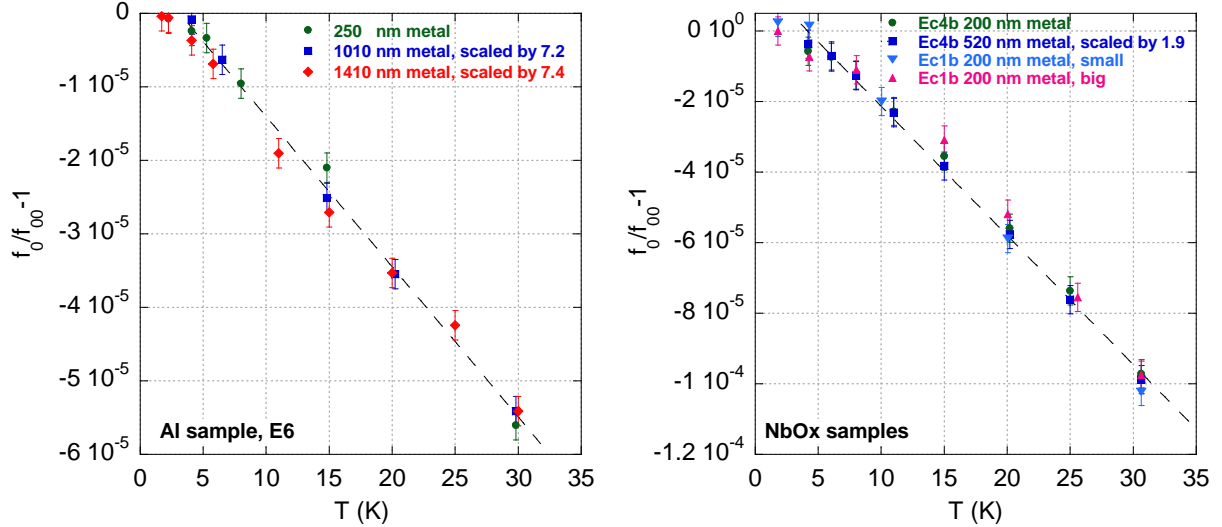 0
-1 10-5
-2 10-5
-3 10-5
-4 10-5
-5 10-5
-6 10-5
f0/f00-1
0 5 10 15 20 25 30 35
T (K)
250 nm metal
1010 nm metal, scaled by 7.2
1410 nm metal, scaled by 7.4
Al sample, E6
0 100
-2 10-5
-4 10-5
-6 10-5
-8 10-5
-1 10-4
-1.2 10-4
f0/f00-1
0 5 10 15 20 25 30 35
T (K)
Ec4b 200 nm metal
Ec4b 520 nm metal, scaled by 1.9
Ec1b 200 nm metal, small
Ec1b 200 nm metal, big
NbOx samples